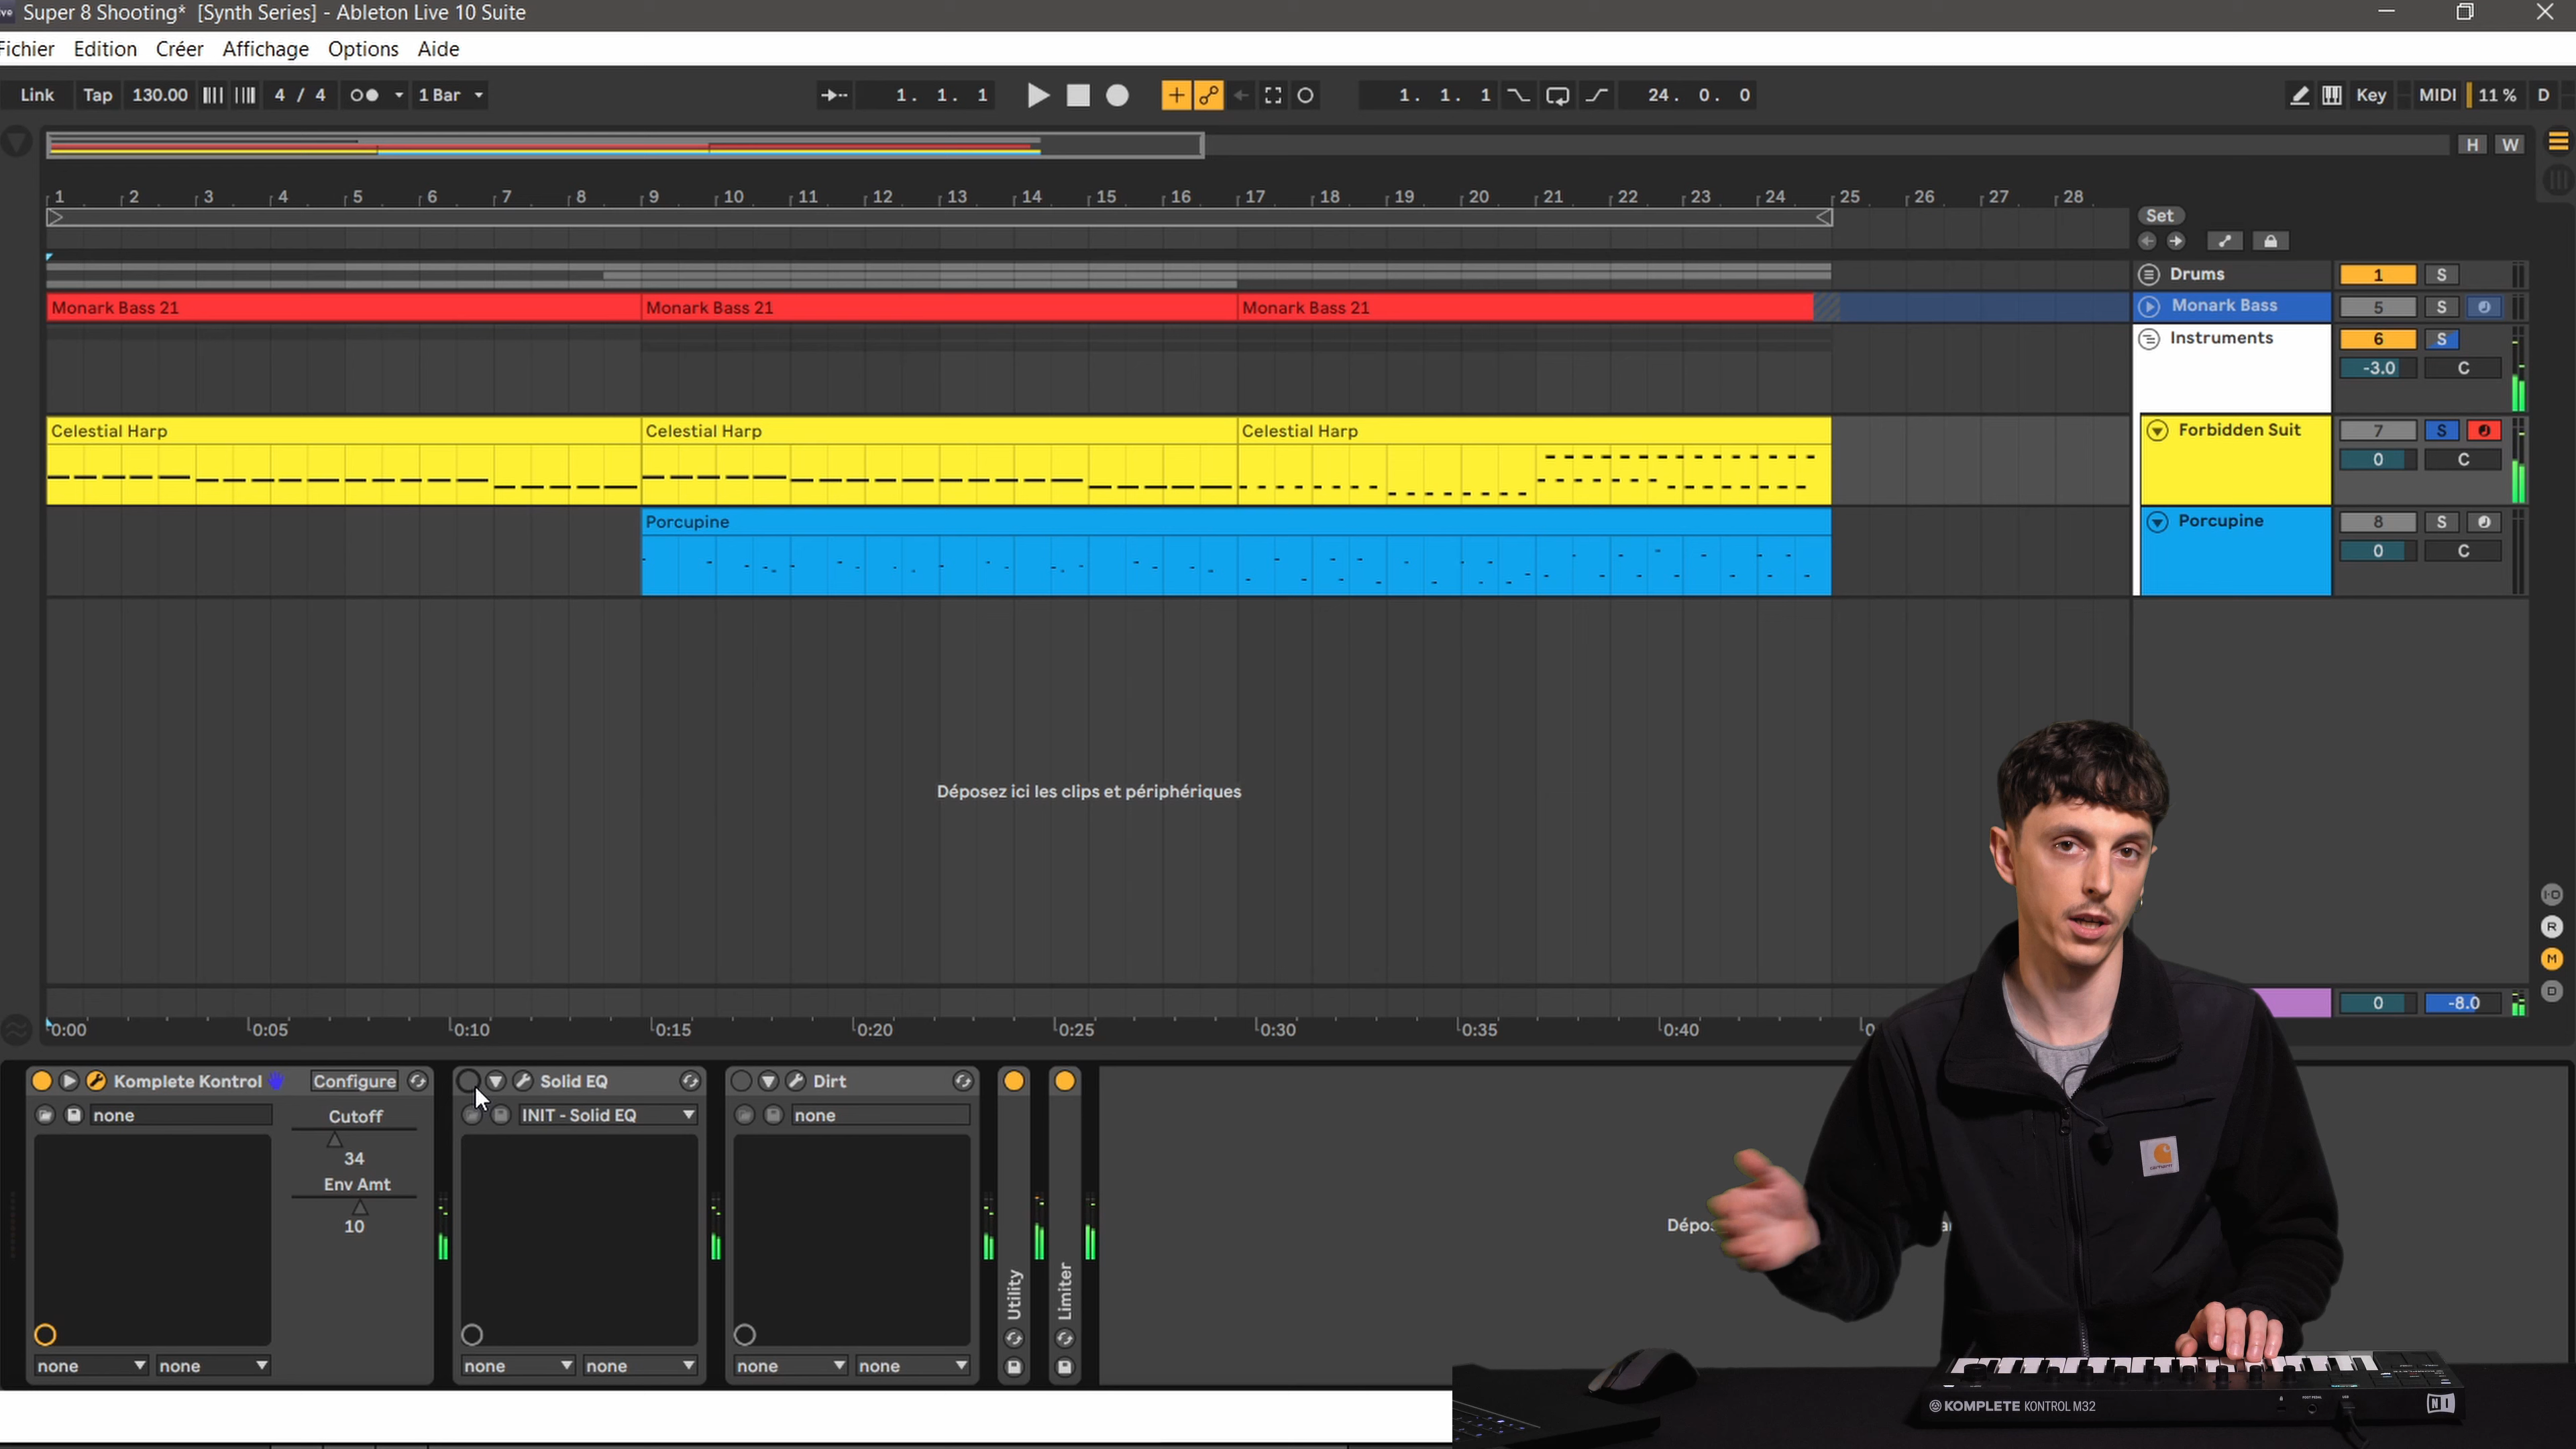 Super 8 Shooting* [Synth Series] - Ableton Live 10 Suite
Fichier Edition Créer Affichage Options Aide
Link Tap 130.00 4 / 4 1 Bar 1. 1. 1 1. 1. 1 24. 0. 0 Key MIDI 11 % D
H W
1 2 3 4 5 6 7 8 9 10 11 12 13 14 15 16 17 18 19 20 21 22 23 24 25 26 27 28
Set
Drums 1 S
Monark Bass 21 Monark Bass 21 Monark Bass 21 Monark Bass 5 S
Instruments 6 S
-3.0 C
Celestial Harp Celestial Harp Celestial Harp Forbidden Suit 7 S
0 C
Porcupine Porcupine 8 S
0 C
Déposez ici les clips et périphériques
I·O
R
M
D
0 -8.0
0:00 0:05 0:10 0:15 0:20 0:25 0:30 0:35 0:40
Komplete Kontrol Configure Solid EQ Dirt
none Cutoff INIT - Solid EQ none
34
Env Amt
10
Utility Limiter
none none none none none none
KOMPLETE KONTROL M32